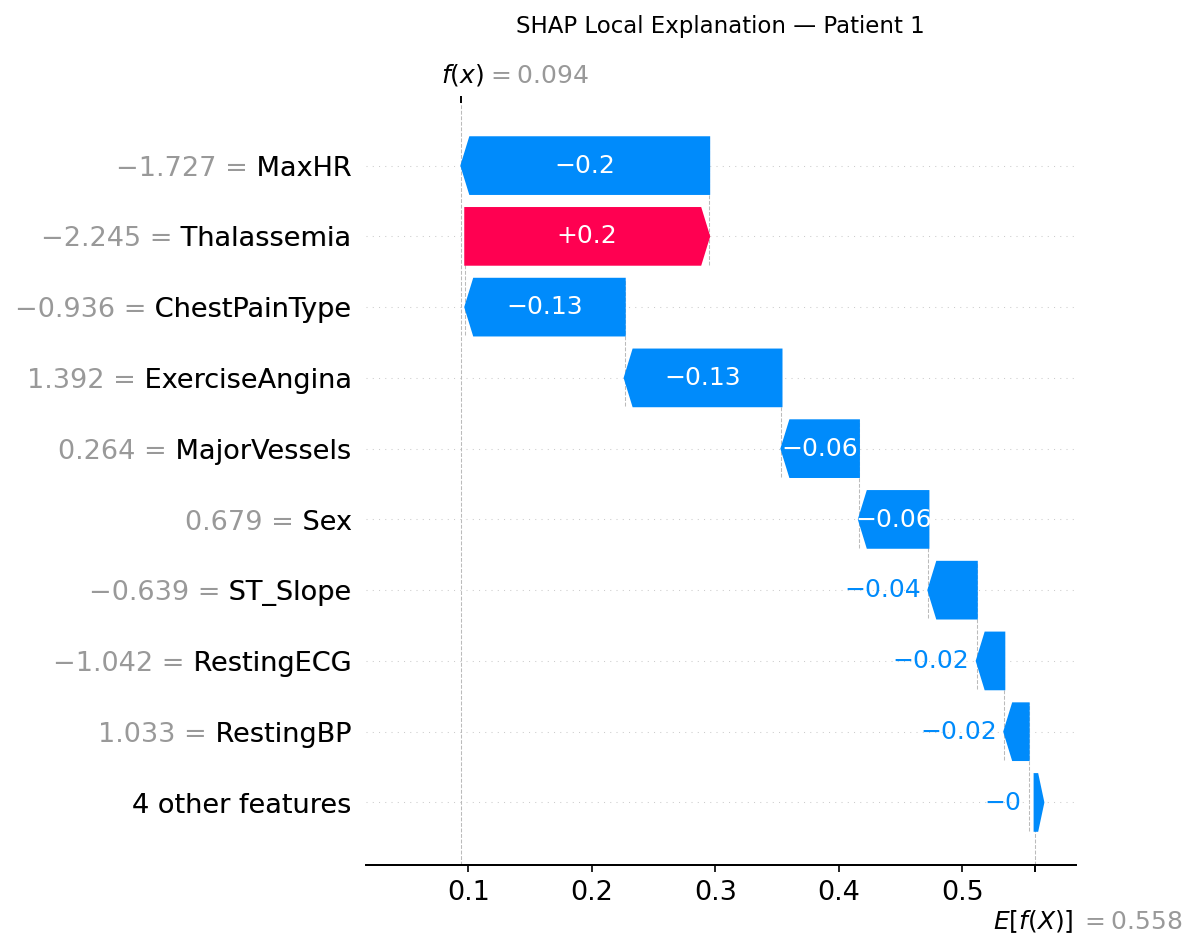 SHAP Local Explanation — Patient 1
f(x) = 0.094
−1.727 = MaxHR −0.2
−2.245 = Thalassemia +0.2
−0.936 = ChestPainType −0.13
1.392 = ExerciseAngina −0.13
0.264 = MajorVessels −0.06
0.679 = Sex −0.06
−0.639 = ST_Slope −0.04
−1.042 = RestingECG −0.02
1.033 = RestingBP −0.02
4 other features −0
0.1 0.2 0.3 0.4 0.5
E[f(X)] = 0.558